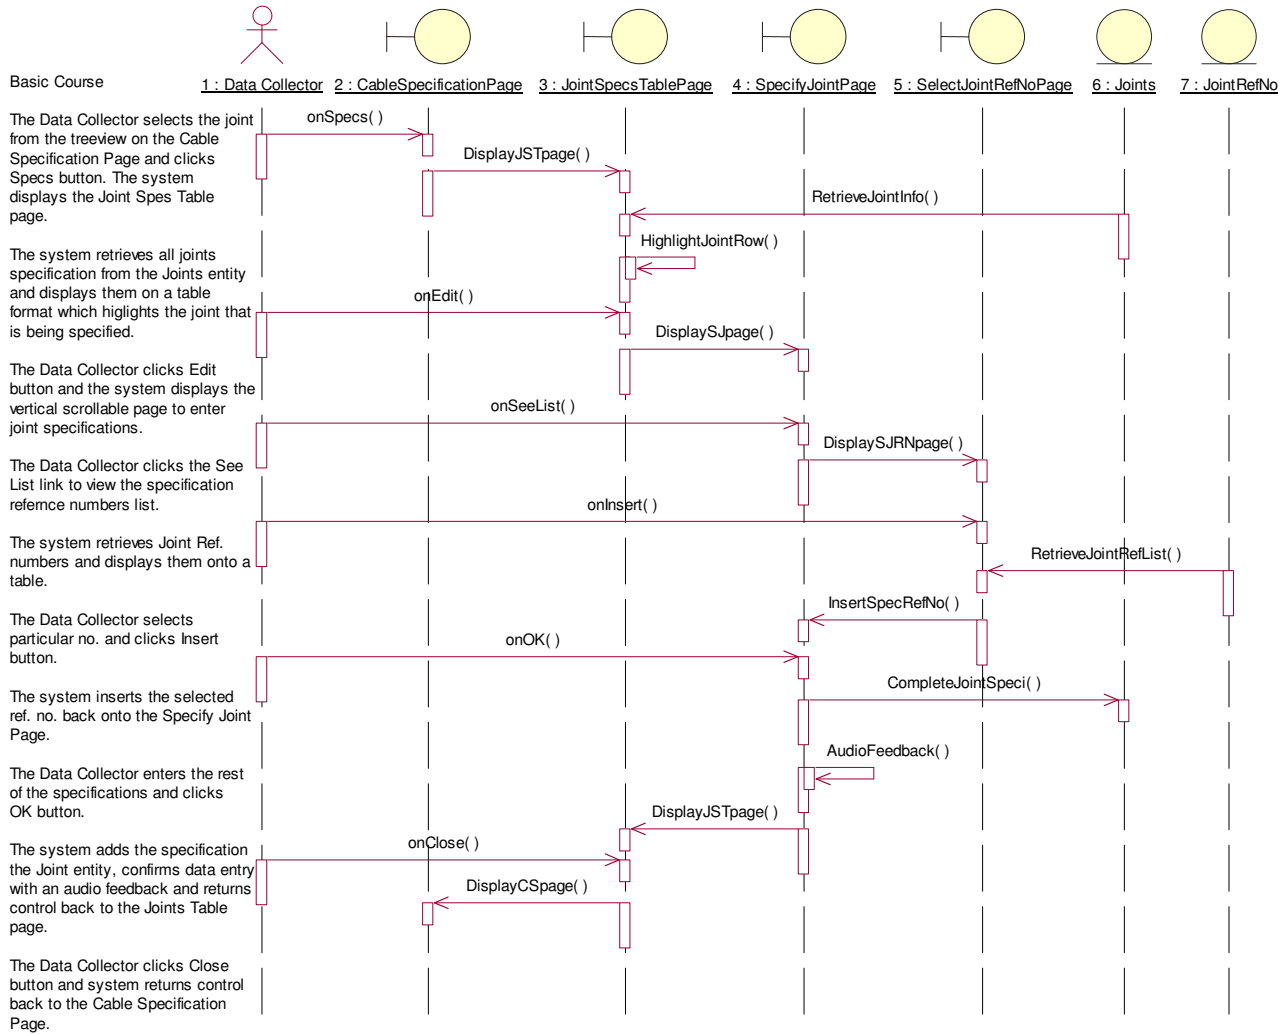 Basic Course
1 : Data Collector
2 : CableSpecificationPage
3 : JointSpecsTablePage
4 : SpecifyJointPage
5 : SelectJointRefNoPage
6 : Joints
7 : JointRefNo
The Data Collector selects the joint
from the treeview on the Cable
Specification Page and clicks
Specs button. The system
displays the Joint Spes Table
page.
The system retrieves all joints
specification from the Joints entity
and displays them on a table
format which higlights the joint that
is being specified.
The Data Collector clicks Edit
button and the system displays the
vertical scrollable page to enter
joint specifications.
The Data Collector clicks the See
List link to view the specification
refernce numbers list.
The system retrieves Joint Ref.
numbers and displays them onto a
table.
The Data Collector selects
particular no. and clicks Insert
button.
The system inserts the selected
ref. no. back onto the Specify Joint
Page.
The Data Collector enters the rest
of the specifications and clicks
OK button.
The system adds the specification
the Joint entity, confirms data entry
with an audio feedback and returns
control back to the Joints Table
page.
The Data Collector clicks Close
button and system returns control
back to the Cable Specification
Page.
onSpecs( )
DisplayJSTpage( )
RetrieveJointInfo( )
HighlightJointRow( )
onEdit( )
DisplaySJpage( )
onSeeList( )
DisplaySJRNpage( )
onInsert( )
RetrieveJointRefList( )
InsertSpecRefNo( )
onOK( )
CompleteJointSpeci( )
AudioFeedback( )
DisplayJSTpage( )
onClose( )
DisplayCSpage( )